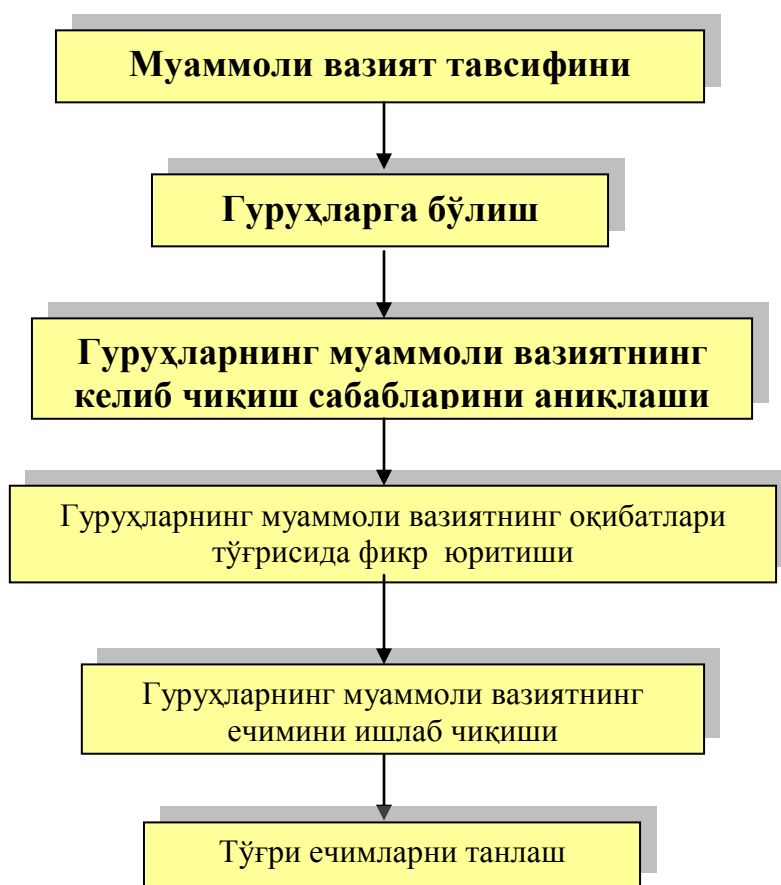 Муаммоли вазият тавсифини
Гуруҳларга бўлиш
Гуруҳларнинг муаммоли вазиятнинг
келиб чиқиш сабабларини аниқлаши
Гуруҳларнинг муаммоли вазиятнинг оқибатлари
тўғрисида фикр юритиши
Гуруҳларнинг муаммоли вазиятнинг
ечимини ишлаб чиқиши
Тўғри ечимларни танлаш